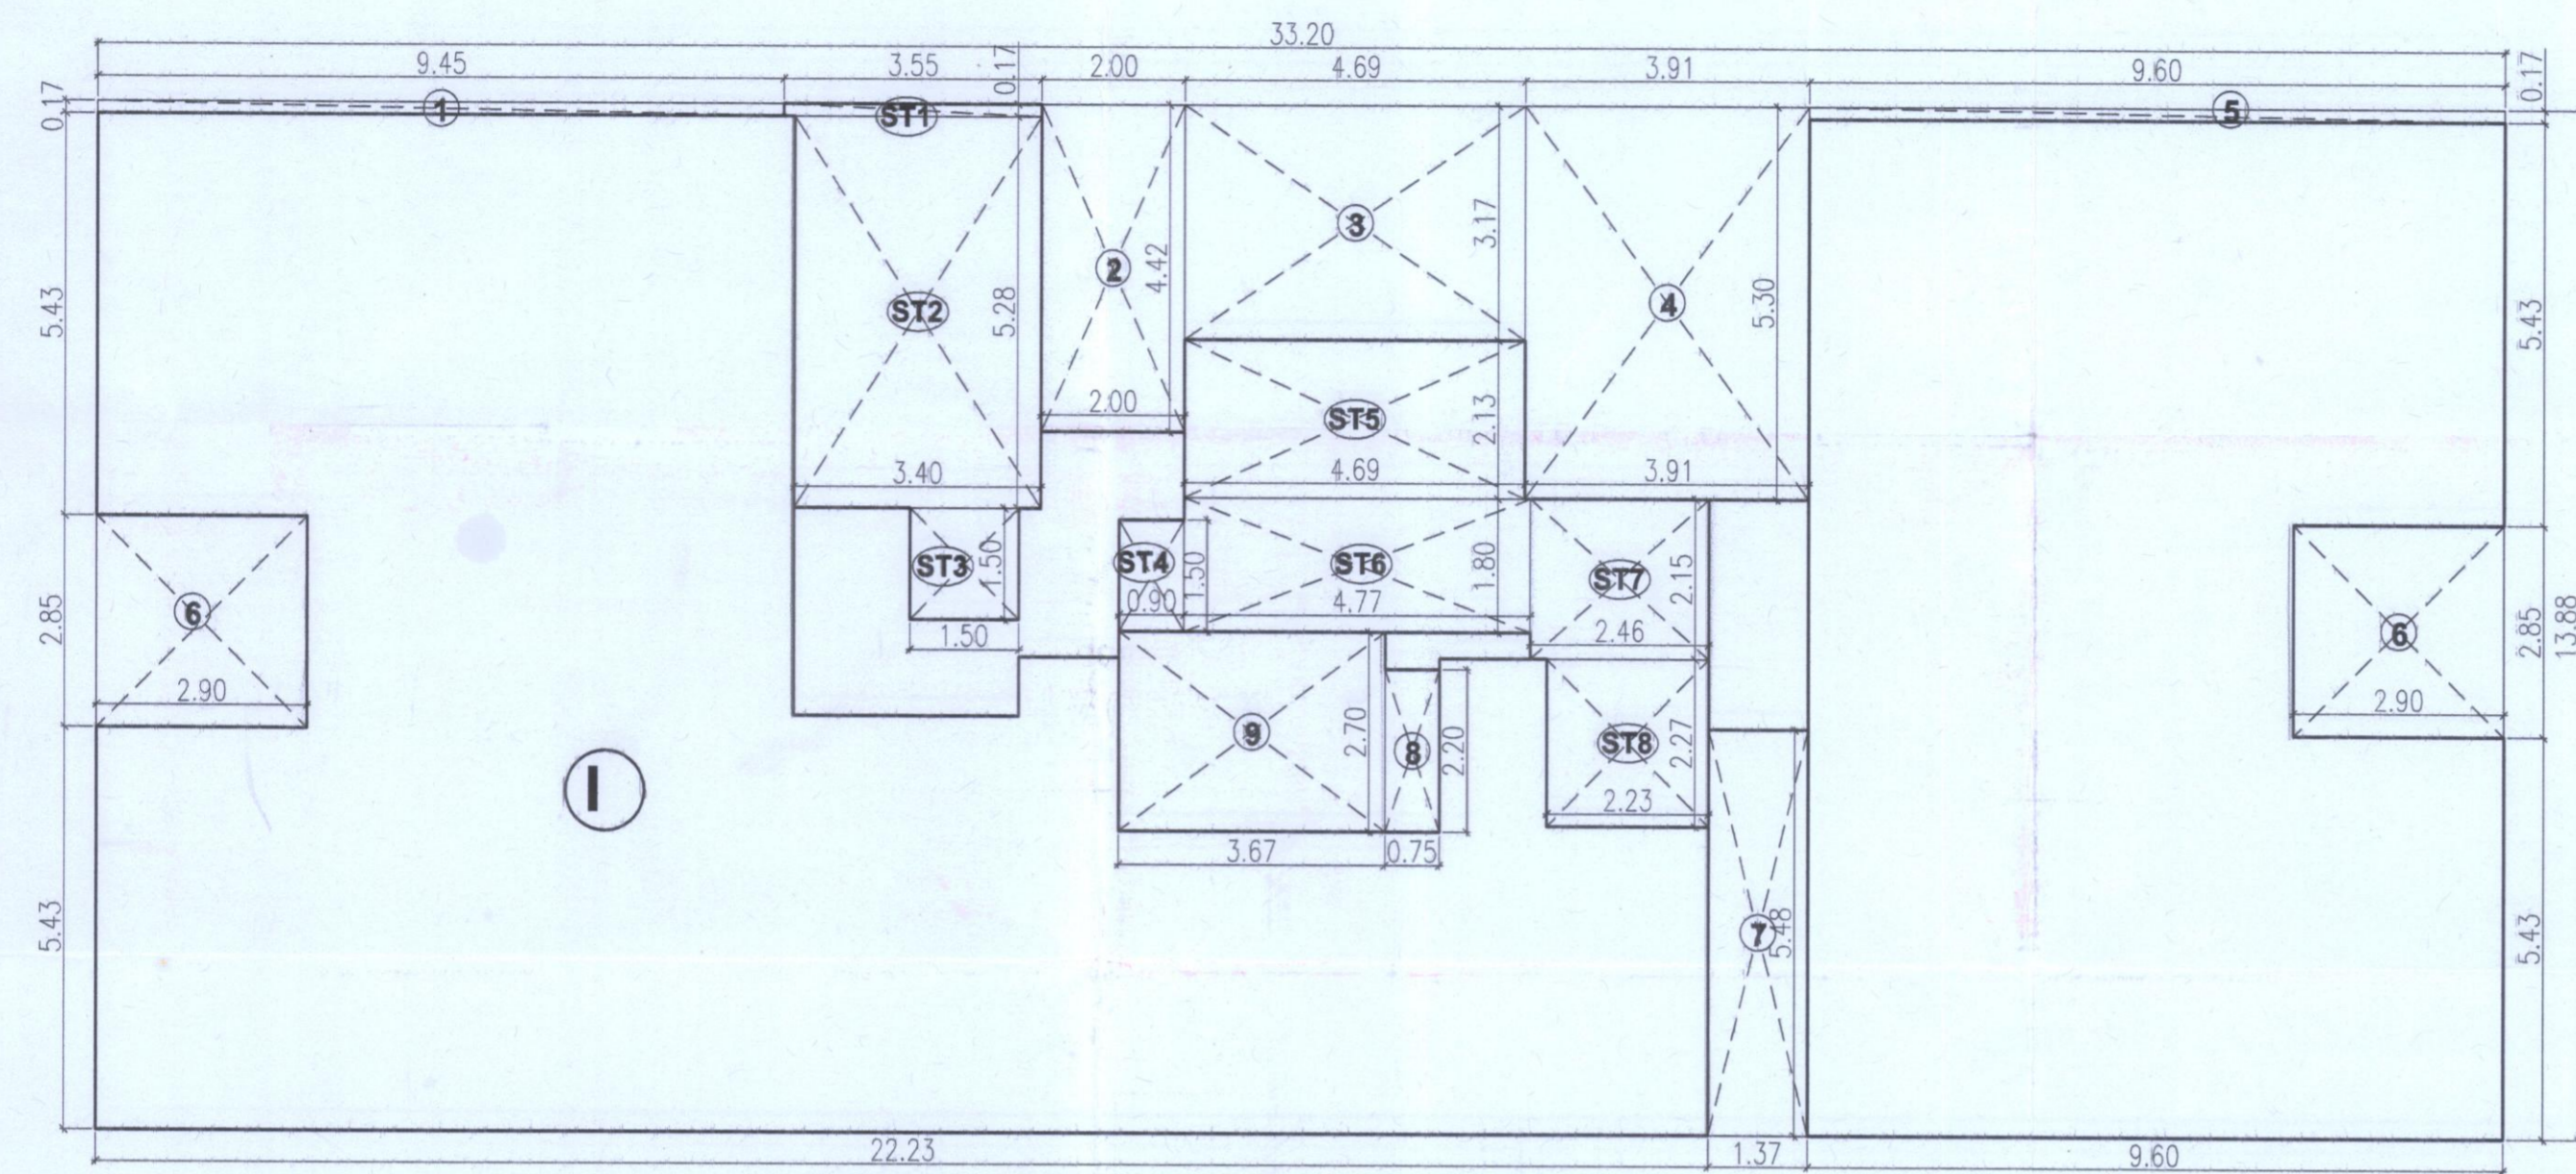 33.20
9.45 3.55 0.17 2.00 4.69 3.91 9.60 0.17
0.17 1 ST1 5
5.43 ST2 5.28 2 4.42 3 3.17 4 5.30 5.43
2.00 ST5 2.13
3.40 4.69 3.91
ST3 1.50 ST4 1.50 ST6 1.80 ST7 2.15
2.85 6 0.90 4.77 6 2.85 13.88
1.50 2.46
2.90 2.90
I 9 2.70 8 2.20 ST8 2.27
2.23
3.67 0.75
5.43 7 5.48 5.43
22.23 1.37 9.60